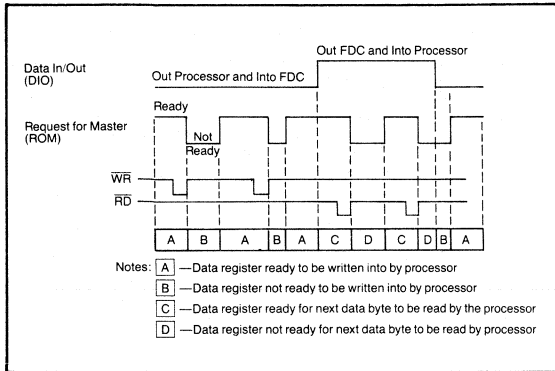 Out FDC and Into Processor
Data In/Out
(DIO)
Out Processor and Into FDC
Ready
Request for Master
(ROM)
Not
Ready
WR
RD
A B A B A C D C D B A
Notes: A —Data register ready to be written into by processor
B —Data register not ready to be written into by processor
C —Data register ready for next data byte to be read by the processor
D —Data register not ready for next data byte to be read by processor